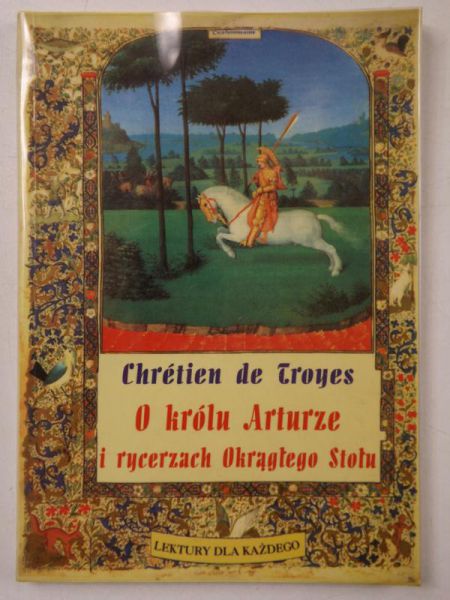 Chrétien de Troyes
O królu Arturze
i rycerzach Okrągłego Stołu
LEKTURY DLA KAŻDEGO